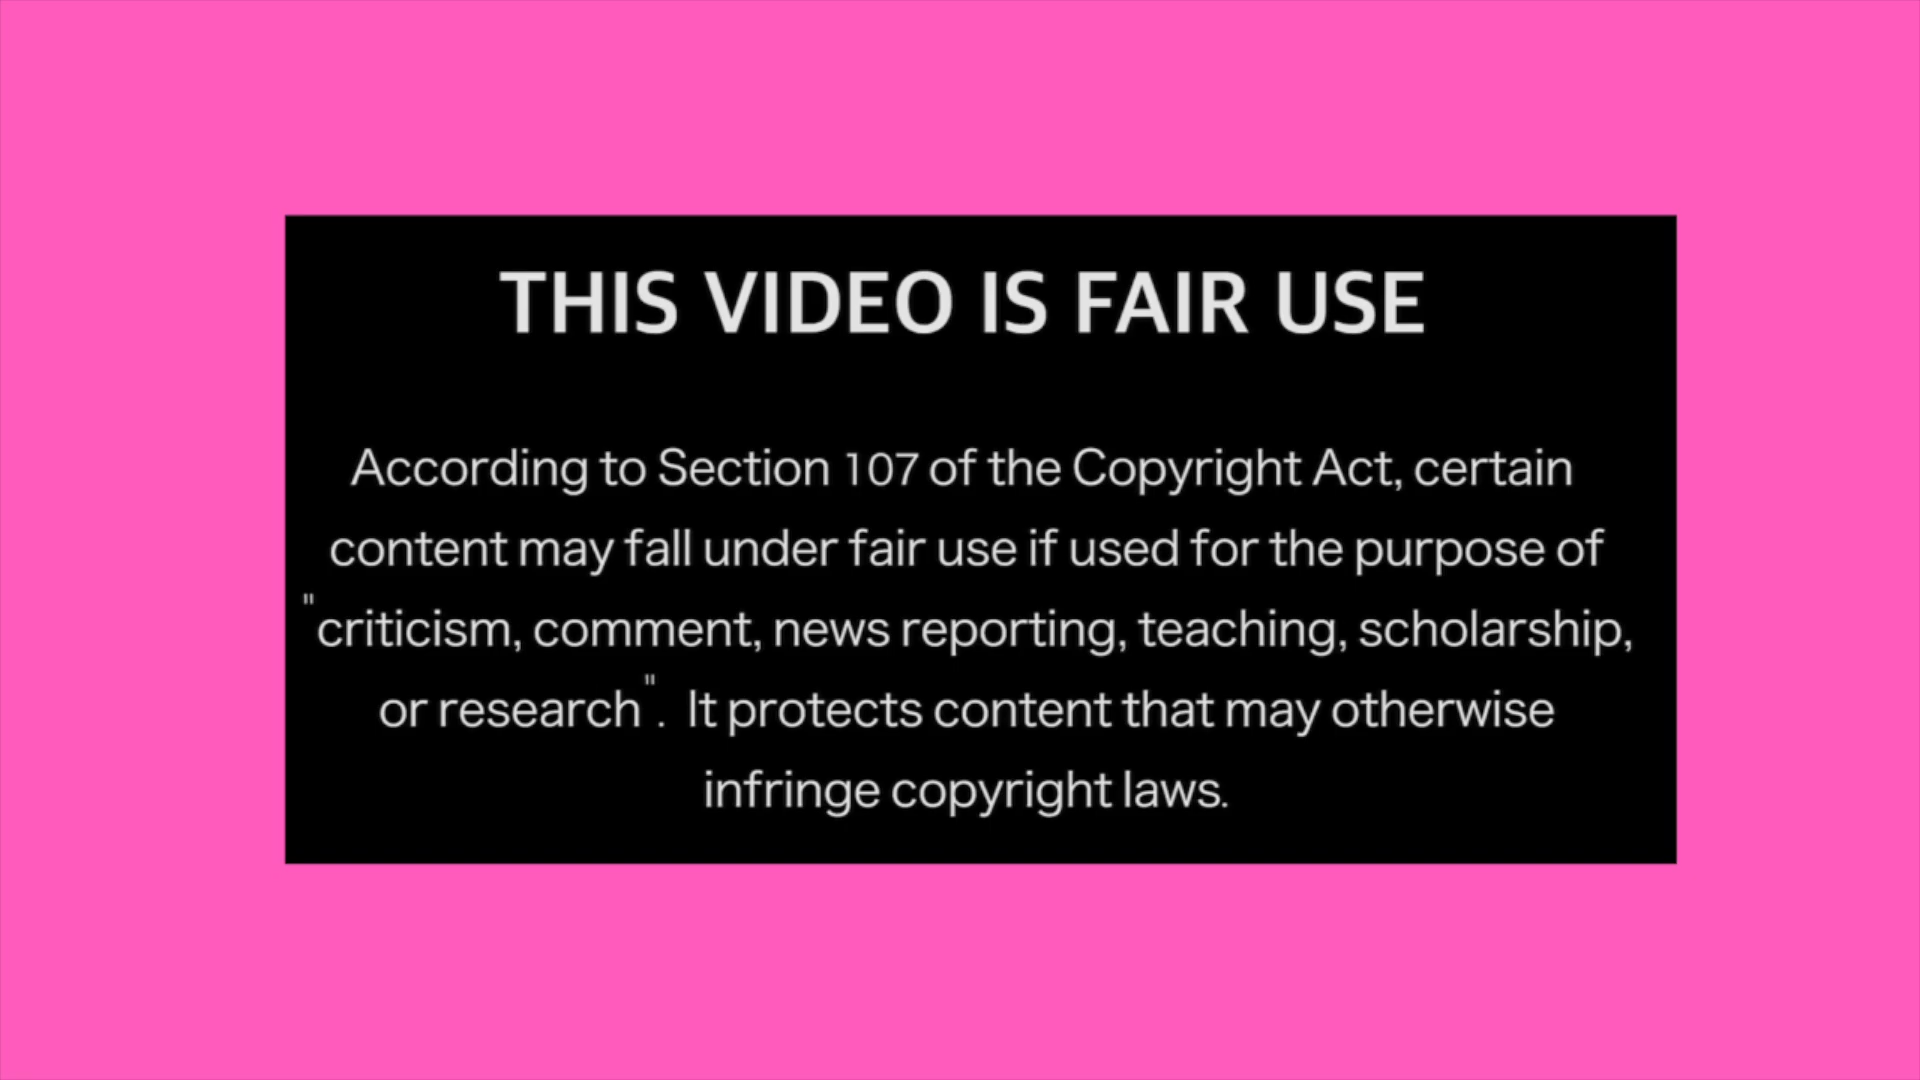 THIS VIDEO IS FAIR USE
According to Section 107 of the Copyright Act, certain
content may fall under fair use if used for the purpose of
"criticism, comment, news reporting, teaching, scholarship,
or research".  It protects content that may otherwise
infringe copyright laws.